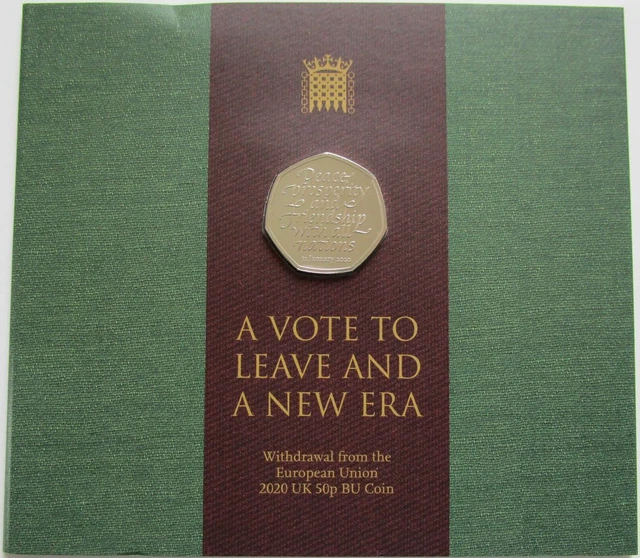 Peace,
prosperity
and
friendship
with all
nations
31 January 2020
A VOTE TO
LEAVE AND
A NEW ERA
Withdrawal from the
European Union
2020 UK 50p BU Coin